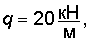 q = 20 кН/м,